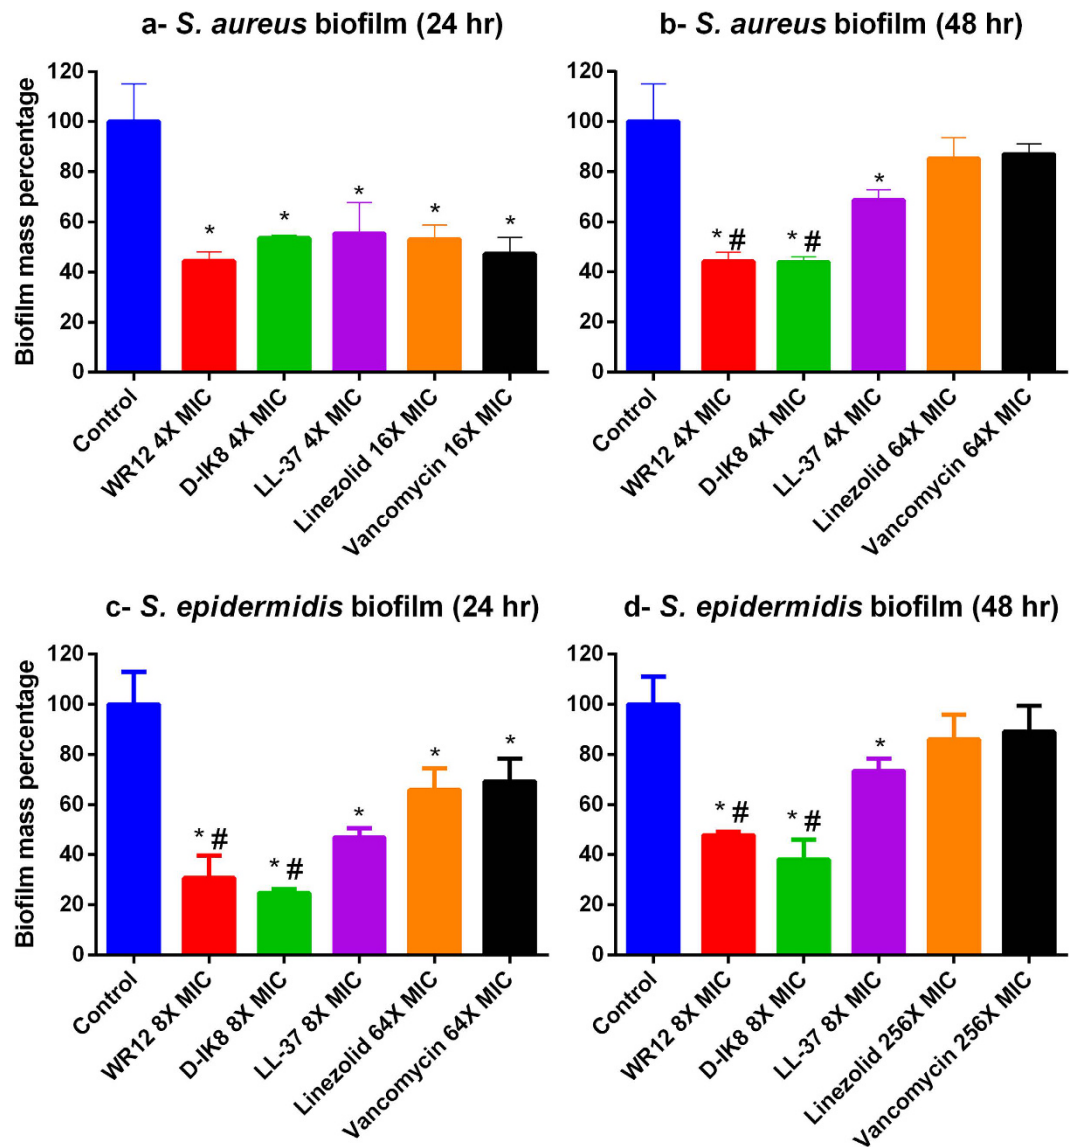 a- S. aureus biofilm (24 hr)
Biofilm mass percentage
120
100
80
60
40
20
0
*
*
*
*
*
Control
WR12 4X MIC
D-IK8 4X MIC
LL-37 4X MIC
Linezolid 16X MIC
Vancomycin 16X MIC
b- S. aureus biofilm (48 hr)
120
100
80
60
40
20
0
* #
* #
*
Control
WR12 4X MIC
D-IK8 4X MIC
LL-37 4X MIC
Linezolid 64X MIC
Vancomycin 64X MIC
c- S. epidermidis biofilm (24 hr)
Biofilm mass percentage
120
100
80
60
40
20
0
* #
* #
*
*
*
Control
WR12 8X MIC
D-IK8 8X MIC
LL-37 8X MIC
Linezolid 64X MIC
Vancomycin 64X MIC
d- S. epidermidis biofilm (48 hr)
120
100
80
60
40
20
0
* #
* #
*
Control
WR12 8X MIC
D-IK8 8X MIC
LL-37 8X MIC
Linezolid 256X MIC
Vancomycin 256X MIC